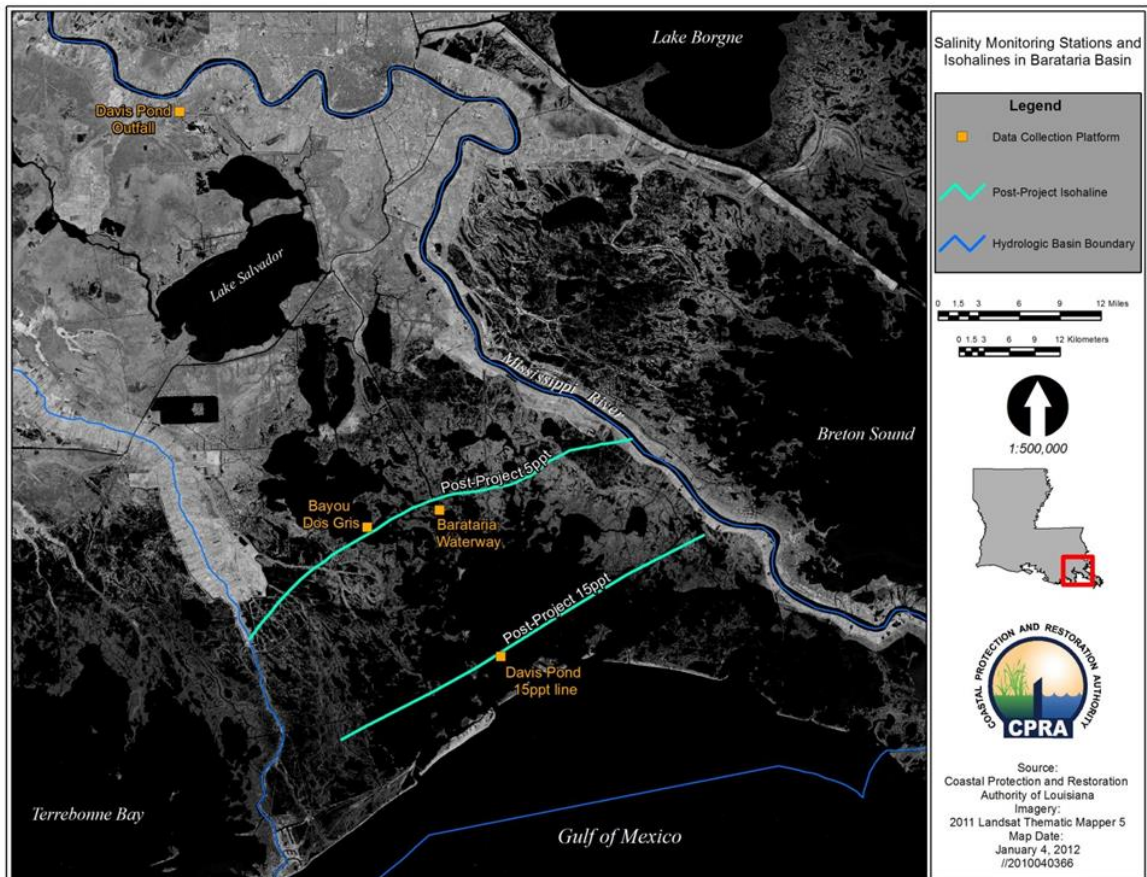 Lake Borgne
Davis Pond
Outfall
Lake Salvador
Mississippi River
Breton Sound
Post-Project 5ppt
Bayou
Dos Gris
Barataria
Waterway
Post-Project 15ppt
Davis Pond
15ppt line
Terrebonne Bay
Gulf of Mexico
Salinity Monitoring Stations and
Isohalines in Barataria Basin
Legend
Data Collection Platform
Post-Project Isohaline
Hydrologic Basin Boundary
0 1.5 3 6 9 12 Miles
0 1.5 3 6 9 12 Kilometers
1:500,000
COASTAL PROTECTION AND RESTORATION AUTHORITY
CPRA
Source:
Coastal Protection and Restoration
Authority of Louisiana
Imagery:
2011 Landsat Thematic Mapper 5
Map Date:
January 4, 2012
//2010040366